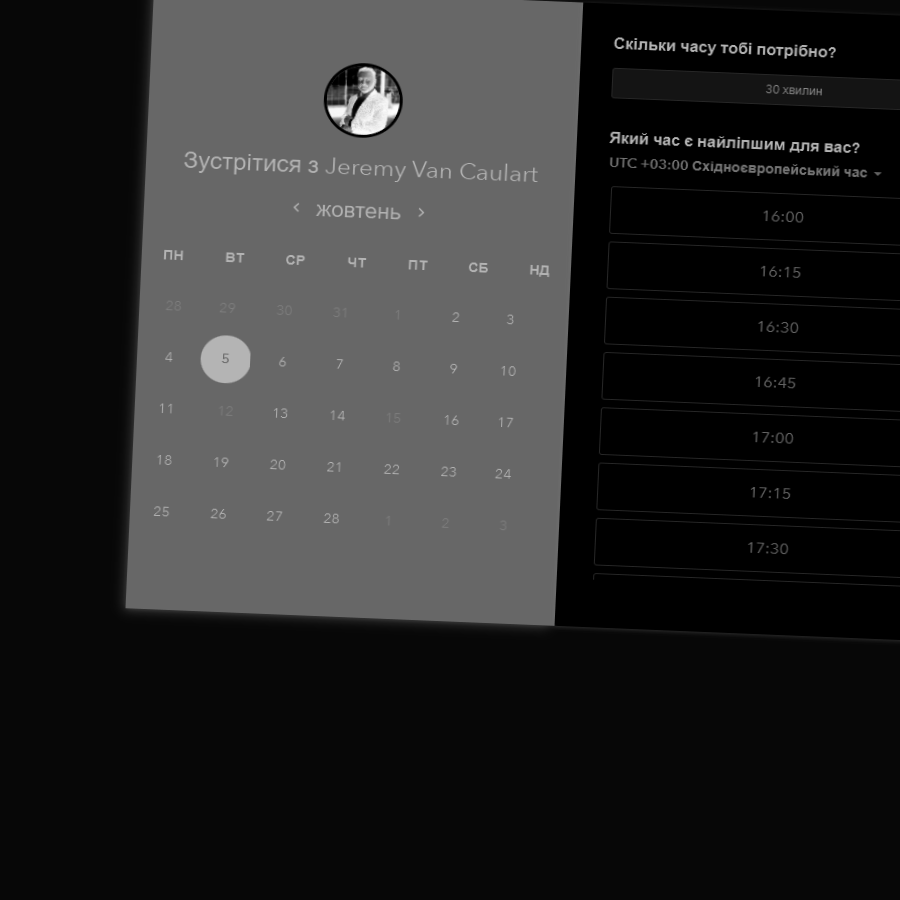 Зустрітися з Jeremy Van Caulart
жовтень
ПН ВТ СР ЧТ ПТ СБ НД
28 29 30 31 1 2 3
4 5 6 7 8 9 10
11 12 13 14 15 16 17
18 19 20 21 22 23 24
25 26 27 28 1 2 3
Скільки часу тобі потрібно?
30 хвилин
Який час є найліпшим для вас?
UTC +03:00 Східноєвропейський час
16:00
16:15
16:30
16:45
17:00
17:15
17:30